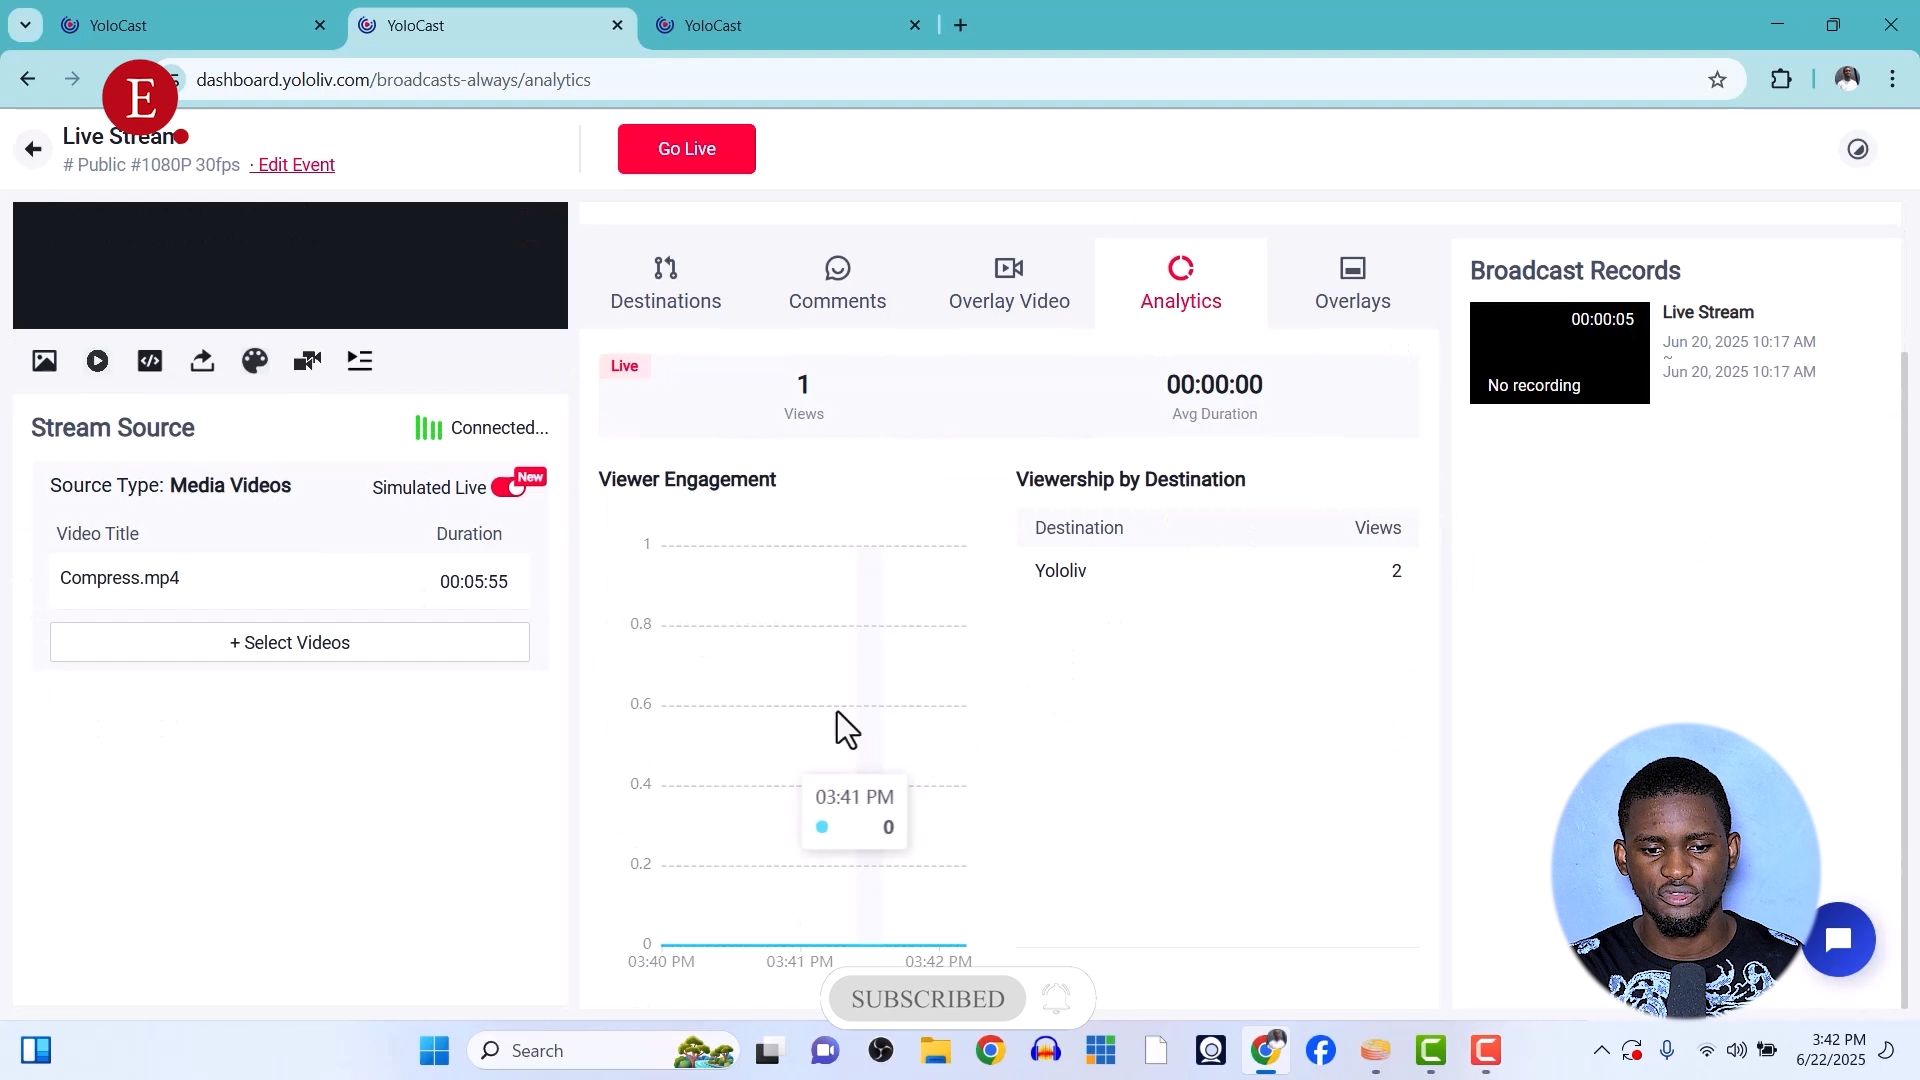 YoloCast
YoloCast
YoloCast
dashboard.yololiv.com/broadcasts-always/analytics
E
Live Stream
# Public #1080P 30fps · Edit Event
Go Live
Destinations
Comments
Overlay Video
Analytics
Overlays
Broadcast Records
00:00:05
No recording
Live Stream
Jun 20, 2025 10:17 AM
~
Jun 20, 2025 10:17 AM
Live
1
Views
00:00:00
Avg Duration
Stream Source
Connected...
Source Type: Media Videos
Simulated Live
New
Video Title
Duration
Compress.mp4
00:05:55
+ Select Videos
Viewer Engagement
1
0.8
0.6
0.4
0.2
0
03:41 PM
0
03:40 PM
03:41 PM
03:42 PM
Viewership by Destination
Destination
Views
Yololiv
2
SUBSCRIBED
Search
3:42 PM
6/22/2025